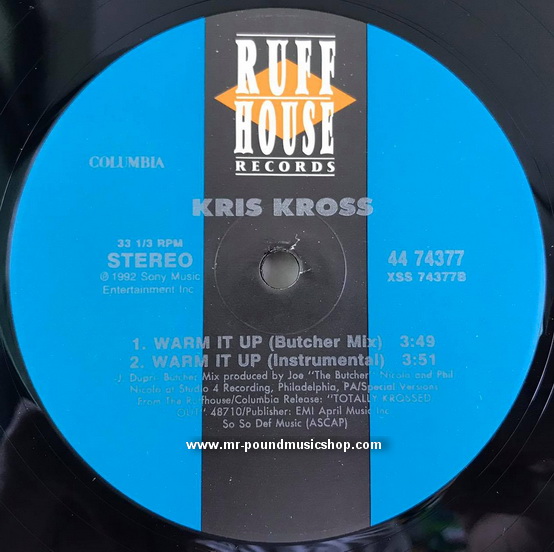 RUFF
HOUSE
RECORDS
COLUMBIA
KRIS KROSS
33 1/3 RPM
STEREO
℗ 1992 Sony Music
Entertainment Inc
44 74377
XSS 74377B
1. WARM IT UP (Butcher Mix) 3:49
2. WARM IT UP (Instrumental) 3:51
-J. Dupri- Butcher Mix produced by Joe "The Butcher" Nicolo and Phil
Nicolo at Studio 4 Recording, Philadelphia, PA/Special Versions
From The Ruffhouse/Columbia Release: "TOTALLY KROSSED
OUT" 48710/Publisher: EMI April Music Inc
So So Def Music (ASCAP)
www.mr-poundmusicshop.com